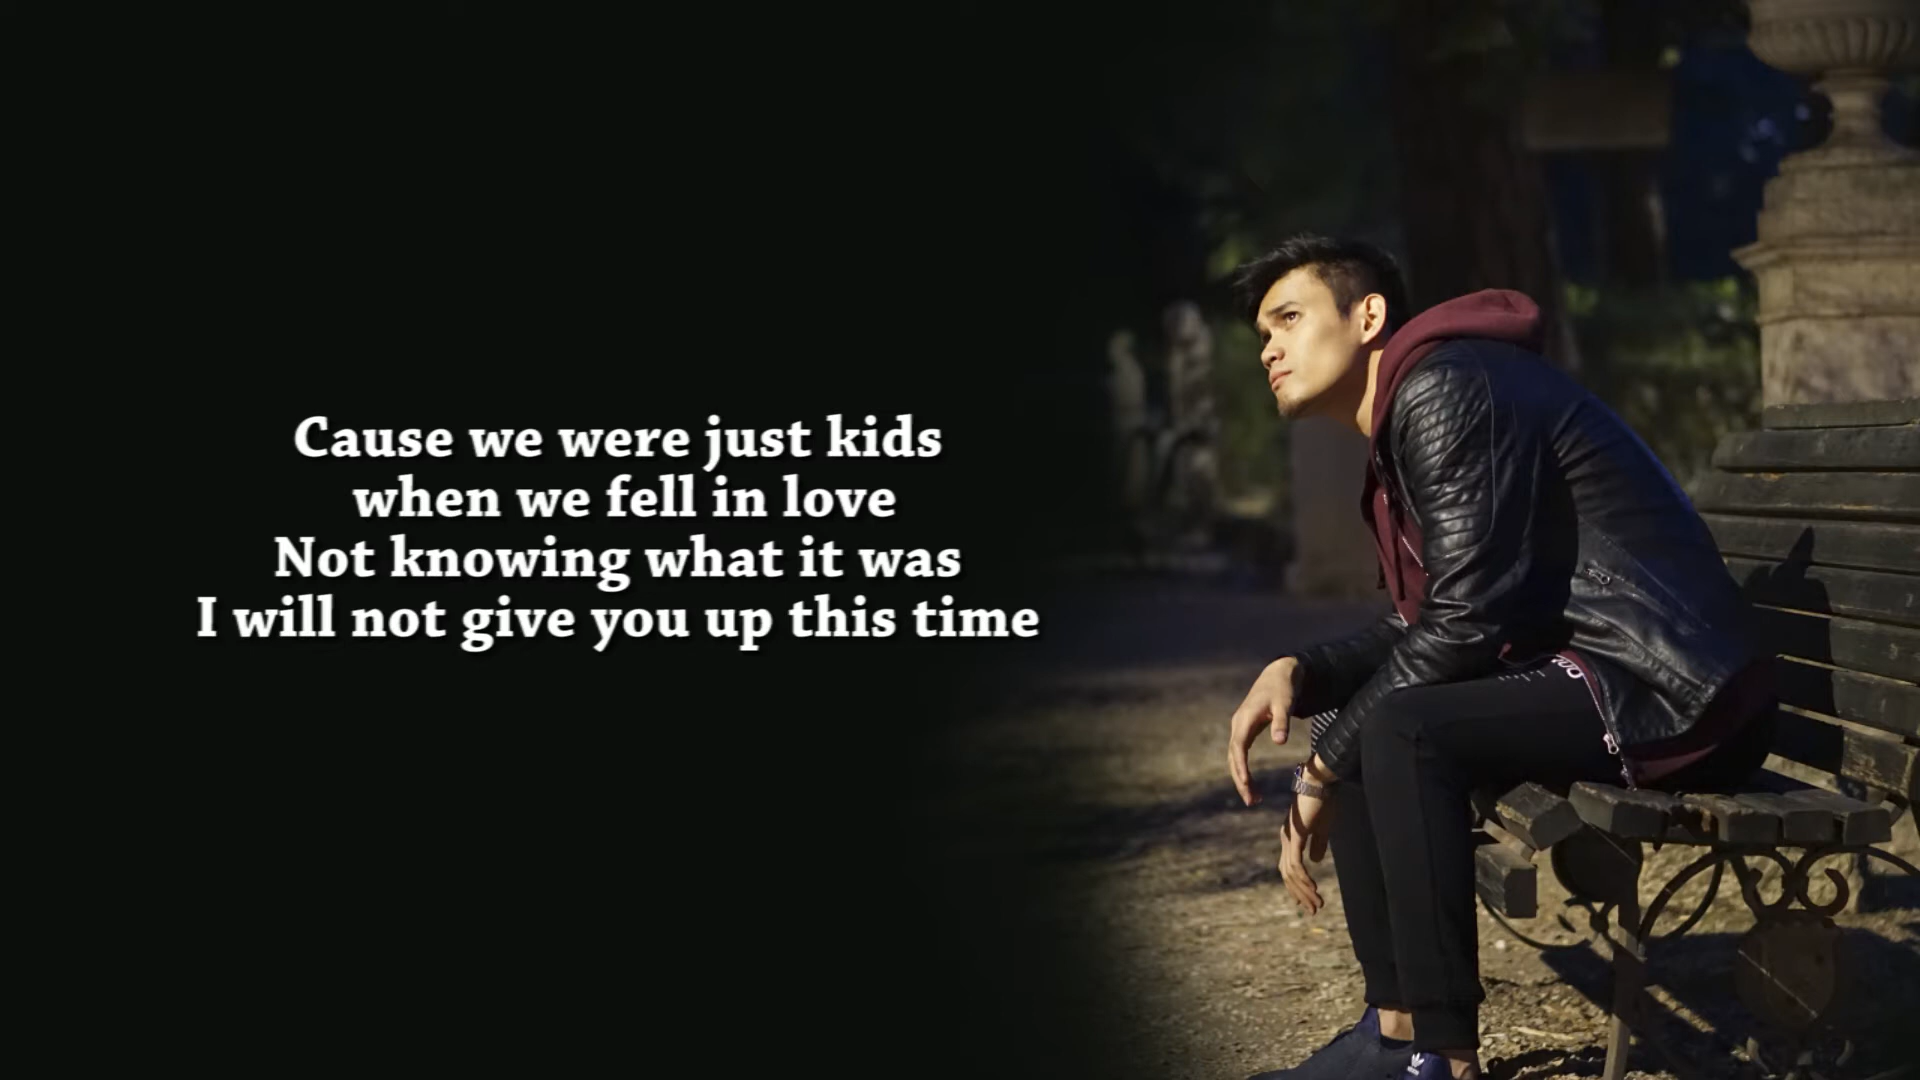 Cause we were just kids
when we fell in love
Not knowing what it was
I will not give you up this time